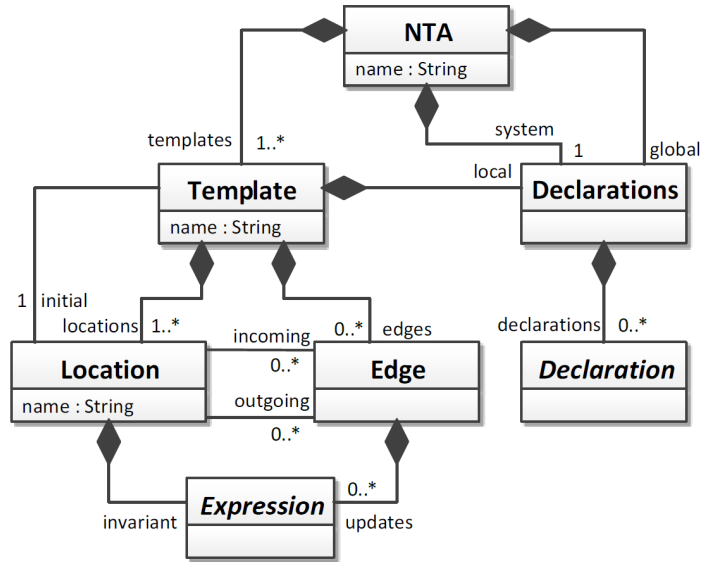 NTA
name : String
templates
1..*
system
1
global
Template
name : String
local
Declarations
1
initial
locations
1..*
0..*
edges
declarations
0..*
incoming
0..*
Location
name : String
outgoing
0..*
Edge
Declaration
invariant
Expression
0..*
updates